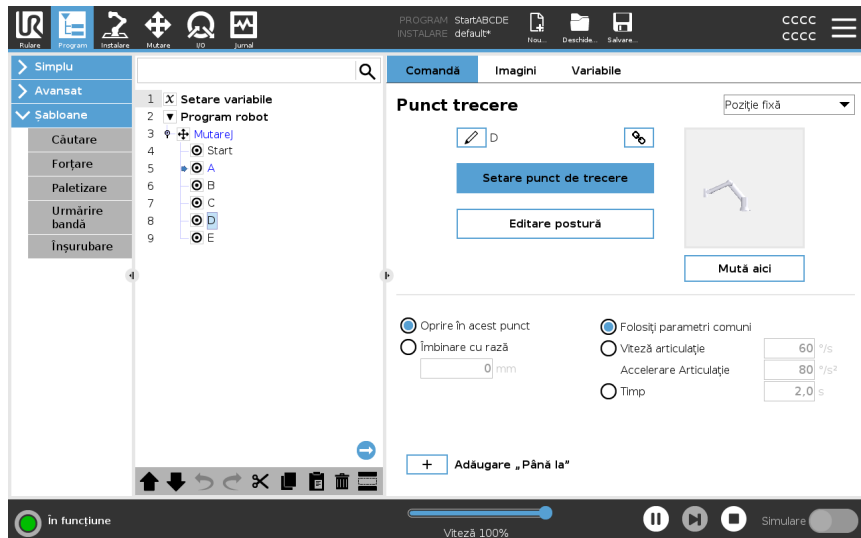 UR
PROGRAM StartABCDE
INSTALARE default*
cccc
cccc
Rulare Program Instalare Mutare I/O Jurnal Nou... Deschide... Salvare...
Simplu
Avansat
Șabloane
Căutare
Forțare
Paletizare
Urmărire
bandă
Înșurubare
1 X Setare variabile
2 Program robot
3 MutareJ
4 Start
5 A
6 B
7 C
8 D
9 E
Comandă Imagini Variabile
Punct trecere
Poziție fixă
D
Setare punct de trecere
Editare postură
Mută aici
Oprire în acest punct
Îmbinare cu rază
0 mm
Folosiți parametri comuni
Viteză articulație 60 °/s
Accelerare Articulație 80 °/s²
Timp 2,0 s
+ Adăugare „Până la”
În funcțiune
Viteză 100%
Simulare